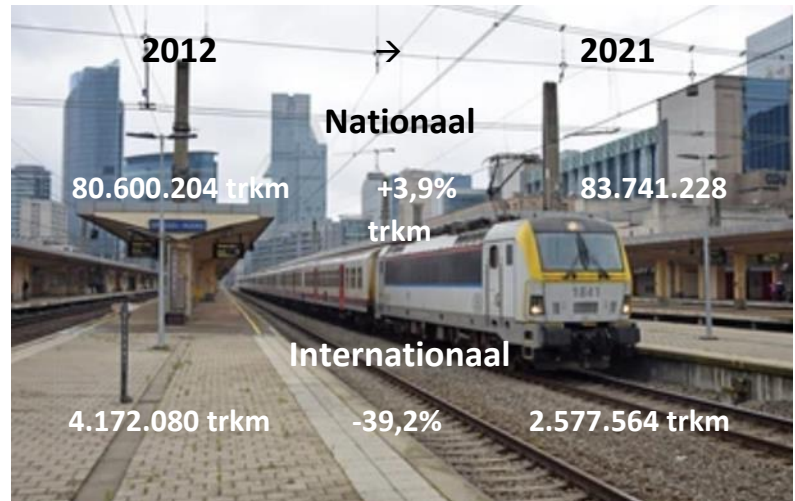 2012 → 2021
Nationaal
80.600.204 trkm +3,9% 83.741.228
trkm
1841
Internationaal
4.172.080 trkm -39,2% 2.577.564 trkm